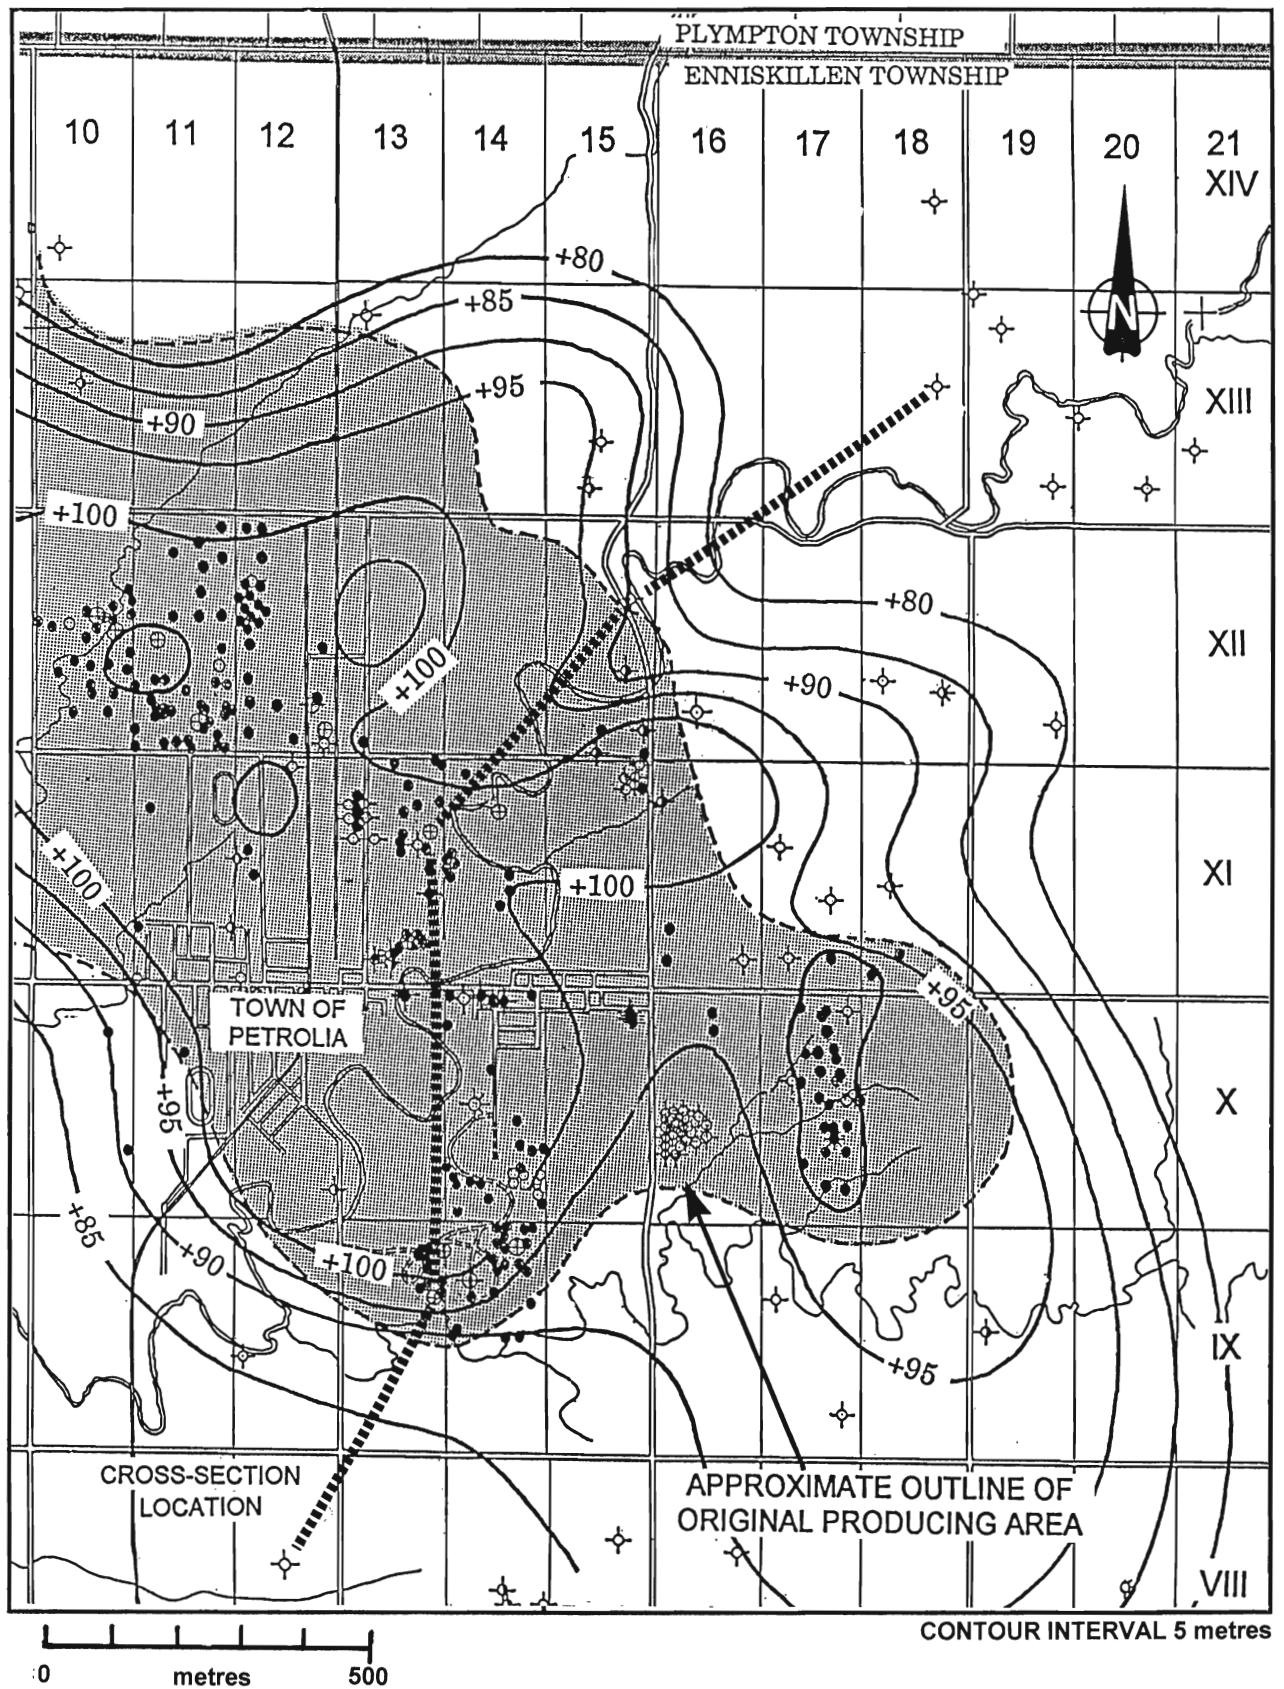 PLYMPTON TOWNSHIP
ENNISKILLEN TOWNSHIP
10 11 12 13 14 15 16 17 18 19 20 21
XIV
+80
+85
N
+95
XIII
+90
+100
+80
XII
+100
+90
+100
XI
+100
+95
TOWN OF
PETROLIA
+95
X
+85
+90
+100
IX
+95
CROSS-SECTION
LOCATION
APPROXIMATE OUTLINE OF
ORIGINAL PRODUCING AREA
VIII
CONTOUR INTERVAL 5 metres
0 metres 500